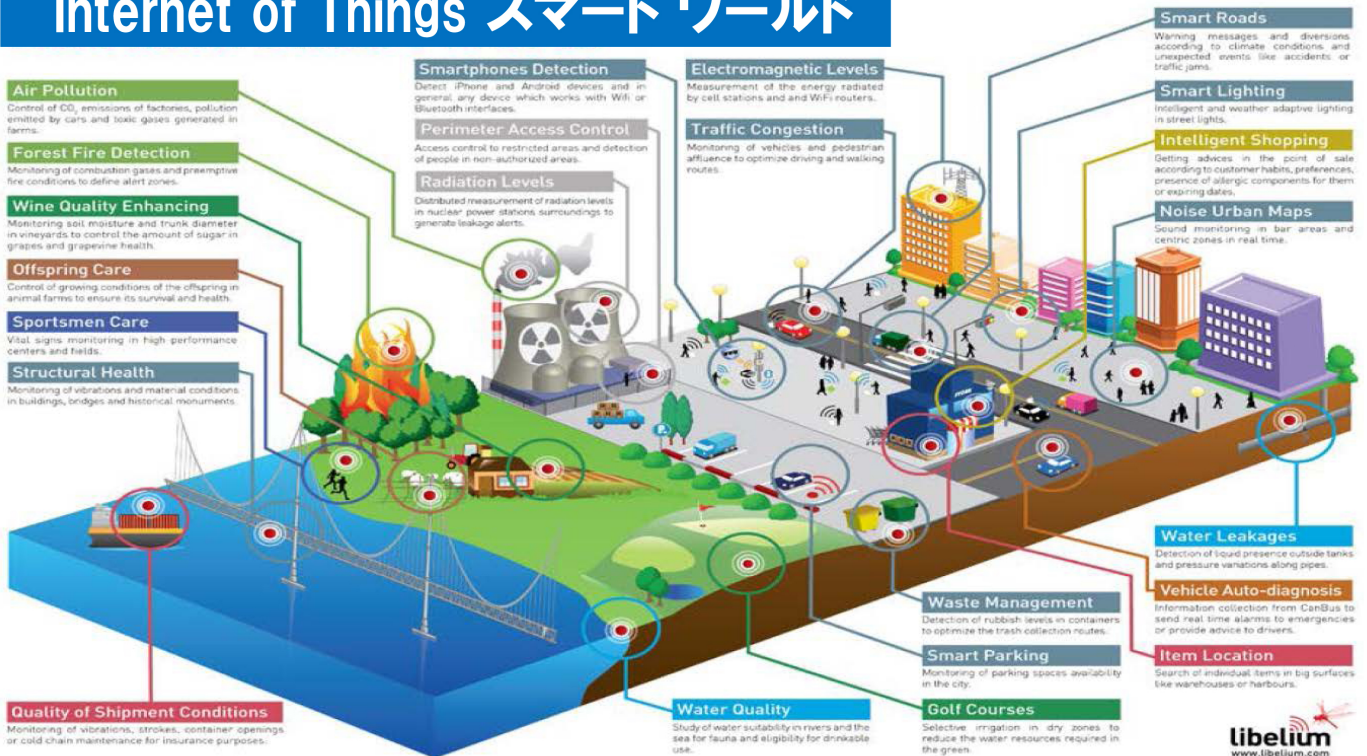 Internet of Things スマート ワールド
Air Pollution
Control of CO₂ emissions of factories, pollution
emitted by cars and toxic gases generated in
farms.
Forest Fire Detection
Monitoring of combustion gases and preemptive
fire conditions to define alert zones.
Wine Quality Enhancing
Monitoring soil moisture and trunk diameter
in vineyards to control the amount of sugar in
grapes and grapevine health.
Offspring Care
Control of growing conditions of the offspring in
animal farms to ensure its survival and health.
Sportsmen Care
Vital signs monitoring in high performance
centers and fields.
Structural Health
Monitoring of vibrations and material conditions
in buildings, bridges and historical monuments.
Quality of Shipment Conditions
Monitoring of vibrations, strokes, container openings
or cold chain maintenance for insurance purposes.
Smartphones Detection
Detect iPhone and Android devices and in
general any device which works with Wifi or
Bluetooth interfaces.
Perimeter Access Control
Access control to restricted areas and detection
of people in non-authorized areas.
Radiation Levels
Distributed measurement of radiation levels
in nuclear power stations surroundings to
generate leakage alerts.
Electromagnetic Levels
Measurement of the energy radiated
by cell stations and and WiFi routers.
Traffic Congestion
Monitoring of vehicles and pedestrian
affluence to optimize driving and walking
routes.
Smart Roads
Warning messages and diversions
according to climate conditions and
unexpected events like accidents or
traffic jams.
Smart Lighting
Intelligent and weather adaptive lighting
in street lights.
Intelligent Shopping
Getting advices in the point of sale
according to customer habits, preferences,
presence of allergic components for them
or expiring dates.
Noise Urban Maps
Sound monitoring in bar areas and
centric zones in real time.
P
Water Leakages
Detection of liquid presence outside tanks
and pressure variations along pipes.
Vehicle Auto-diagnosis
Information collection from CanBus to
send real time alarms to emergencies
or provide advice to drivers.
Item Location
Search of individual items in big surfaces
like warehouses or harbours.
Waste Management
Detection of rubbish levels in containers
to optimize the trash collection routes.
Smart Parking
Monitoring of parking spaces availability
in the city.
Golf Courses
Selective irrigation in dry zones to
reduce the water resources required in
the green.
Water Quality
Study of water suitability in rivers and the
sea for fauna and eligibility for drinkable
use.
libelium
www.libelium.com